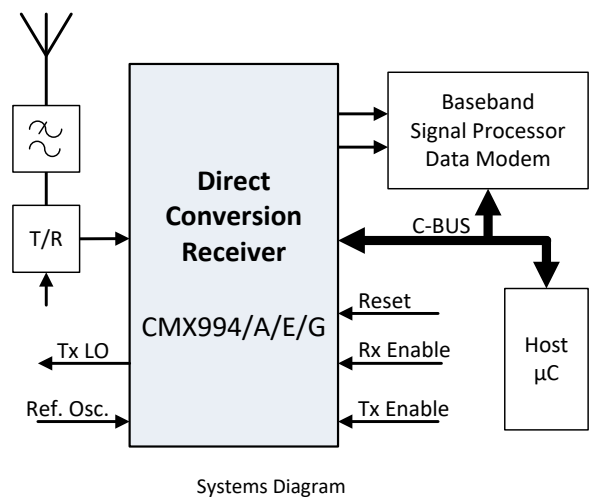 Baseband
Signal Processor
Data Modem
Direct
Conversion
Receiver
CMX994/A/E/G
T/R
C-BUS
Reset
Rx Enable
Tx Enable
Tx LO
Ref. Osc.
Host
µC
Systems Diagram